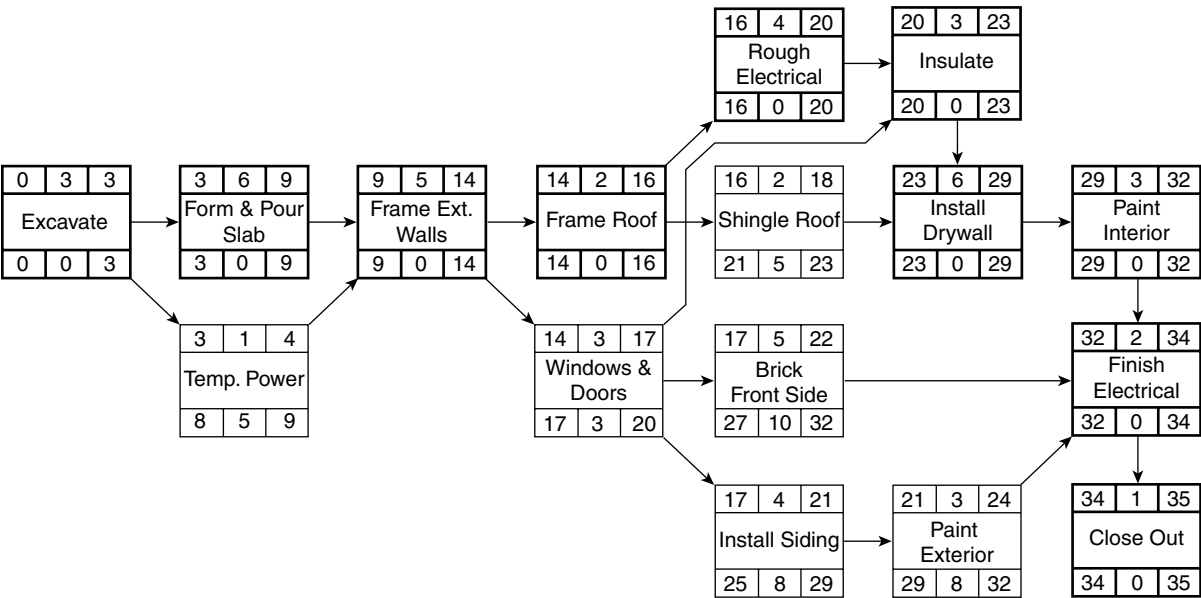 16 4 20
Rough
Electrical
16 0 20
20 3 23
Insulate
20 0 23
0 3 3
Excavate
0 0 3
3 6 9
Form & Pour
Slab
3 0 9
9 5 14
Frame Ext.
Walls
9 0 14
14 2 16
Frame Roof
14 0 16
16 2 18
Shingle Roof
21 5 23
23 6 29
Install
Drywall
23 0 29
29 3 32
Paint
Interior
29 0 32
3 1 4
Temp. Power
8 5 9
14 3 17
Windows &
Doors
17 3 20
17 5 22
Brick
Front Side
27 10 32
32 2 34
Finish
Electrical
32 0 34
17 4 21
Install Siding
25 8 29
21 3 24
Paint
Exterior
29 8 32
34 1 35
Close Out
34 0 35